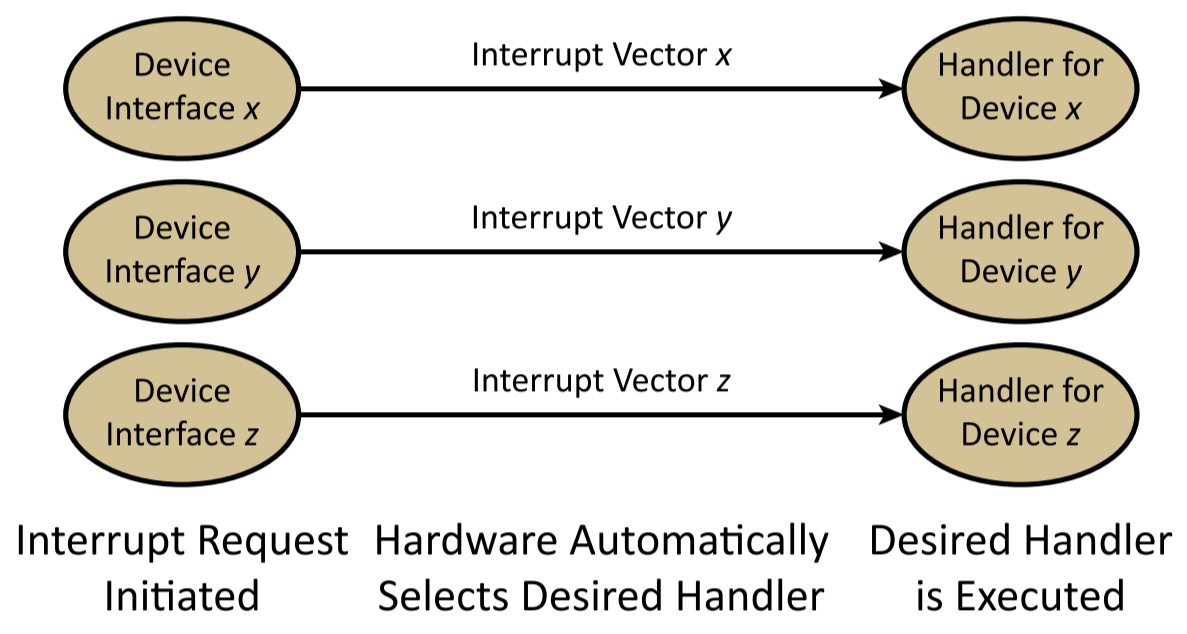 Device
Interface x
Interrupt Vector x
Handler for
Device x
Device
Interface y
Interrupt Vector y
Handler for
Device y
Device
Interface z
Interrupt Vector z
Handler for
Device z
Interrupt Request
Initiated
Hardware Automatically
Selects Desired Handler
Desired Handler
is Executed